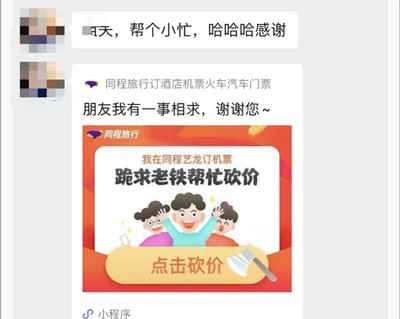 天，帮个小忙，哈哈哈感谢
同程旅行订酒店机票火车汽车门票
朋友我有一事相求，谢谢您~
同程旅行
我在同程艺龙订机票
跪求老铁帮忙砍价
点击砍价
小程序